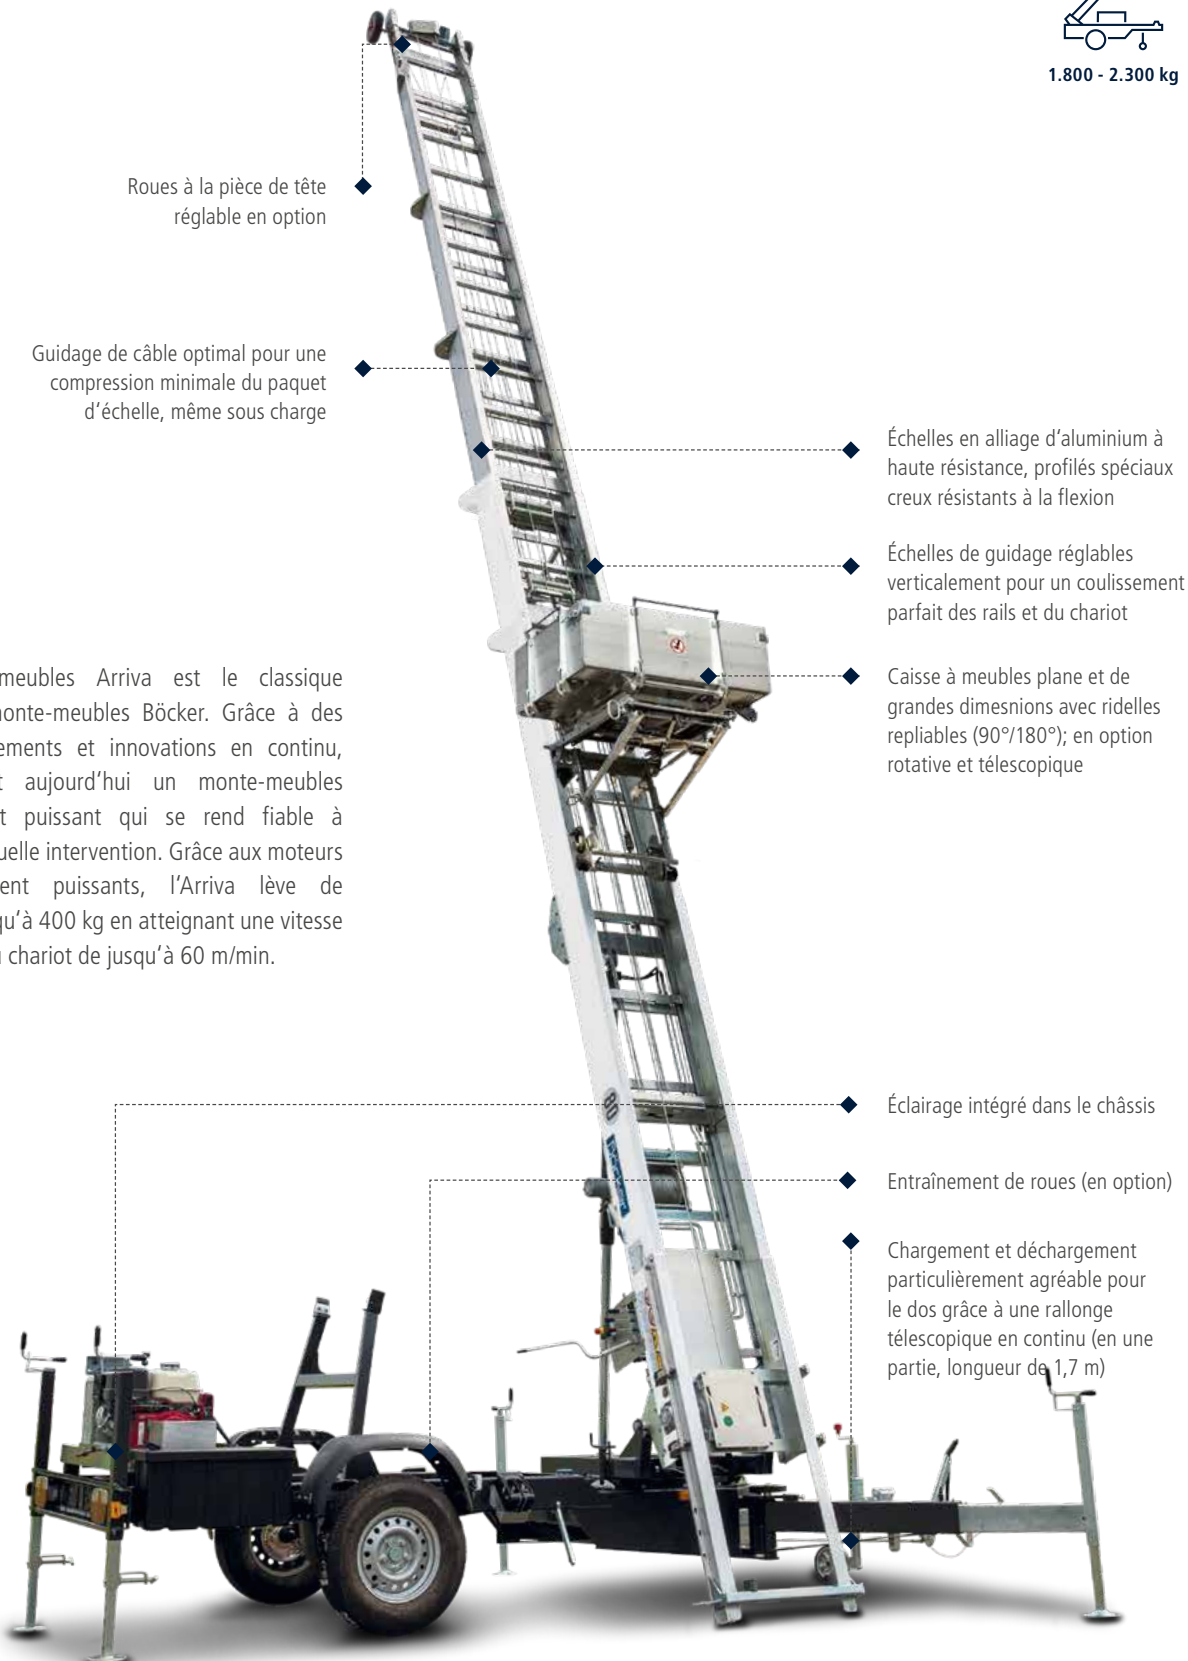 1.800 - 2.300 kg
Roues à la pièce de tête
réglable en option
Guidage de câble optimal pour une
compression minimale du paquet
d‘échelle, même sous charge
Échelles en alliage d‘aluminium à
haute résistance, profilés spéciaux
creux résistants à la flexion
Échelles de guidage réglables
verticalement pour un coulissement
parfait des rails et du chariot
Caisse à meubles plane et de
grandes dimesnions avec ridelles
repliables (90°/180°); en option
rotative et télescopique
meubles Arriva est le classique
monte-meubles Böcker. Grâce à des
ements et innovations en continu,
t aujourd‘hui un monte-meubles
t puissant qui se rend fiable à
uelle intervention. Grâce aux moteurs
ent puissants, l‘Arriva lève de
qu‘à 400 kg en atteignant une vitesse
u chariot de jusqu‘à 60 m/min.
80
Éclairage intégré dans le châssis
Entraînement de roues (en option)
Chargement et déchargement
particulièrement agréable pour
le dos grâce à une rallonge
télescopique en continu (en une
partie, longueur de 1,7 m)